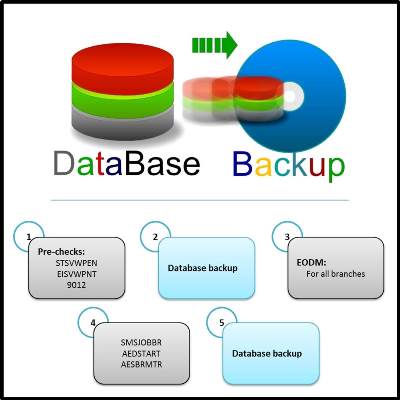 DataBase Backup
1
Pre-checks:
STSVWPEN
EISVWPNT
9012
2
Database backup
3
EODM:
For all branches
4
SMSJOBBR
AEDSTART
AESBRMTR
5
Database backup